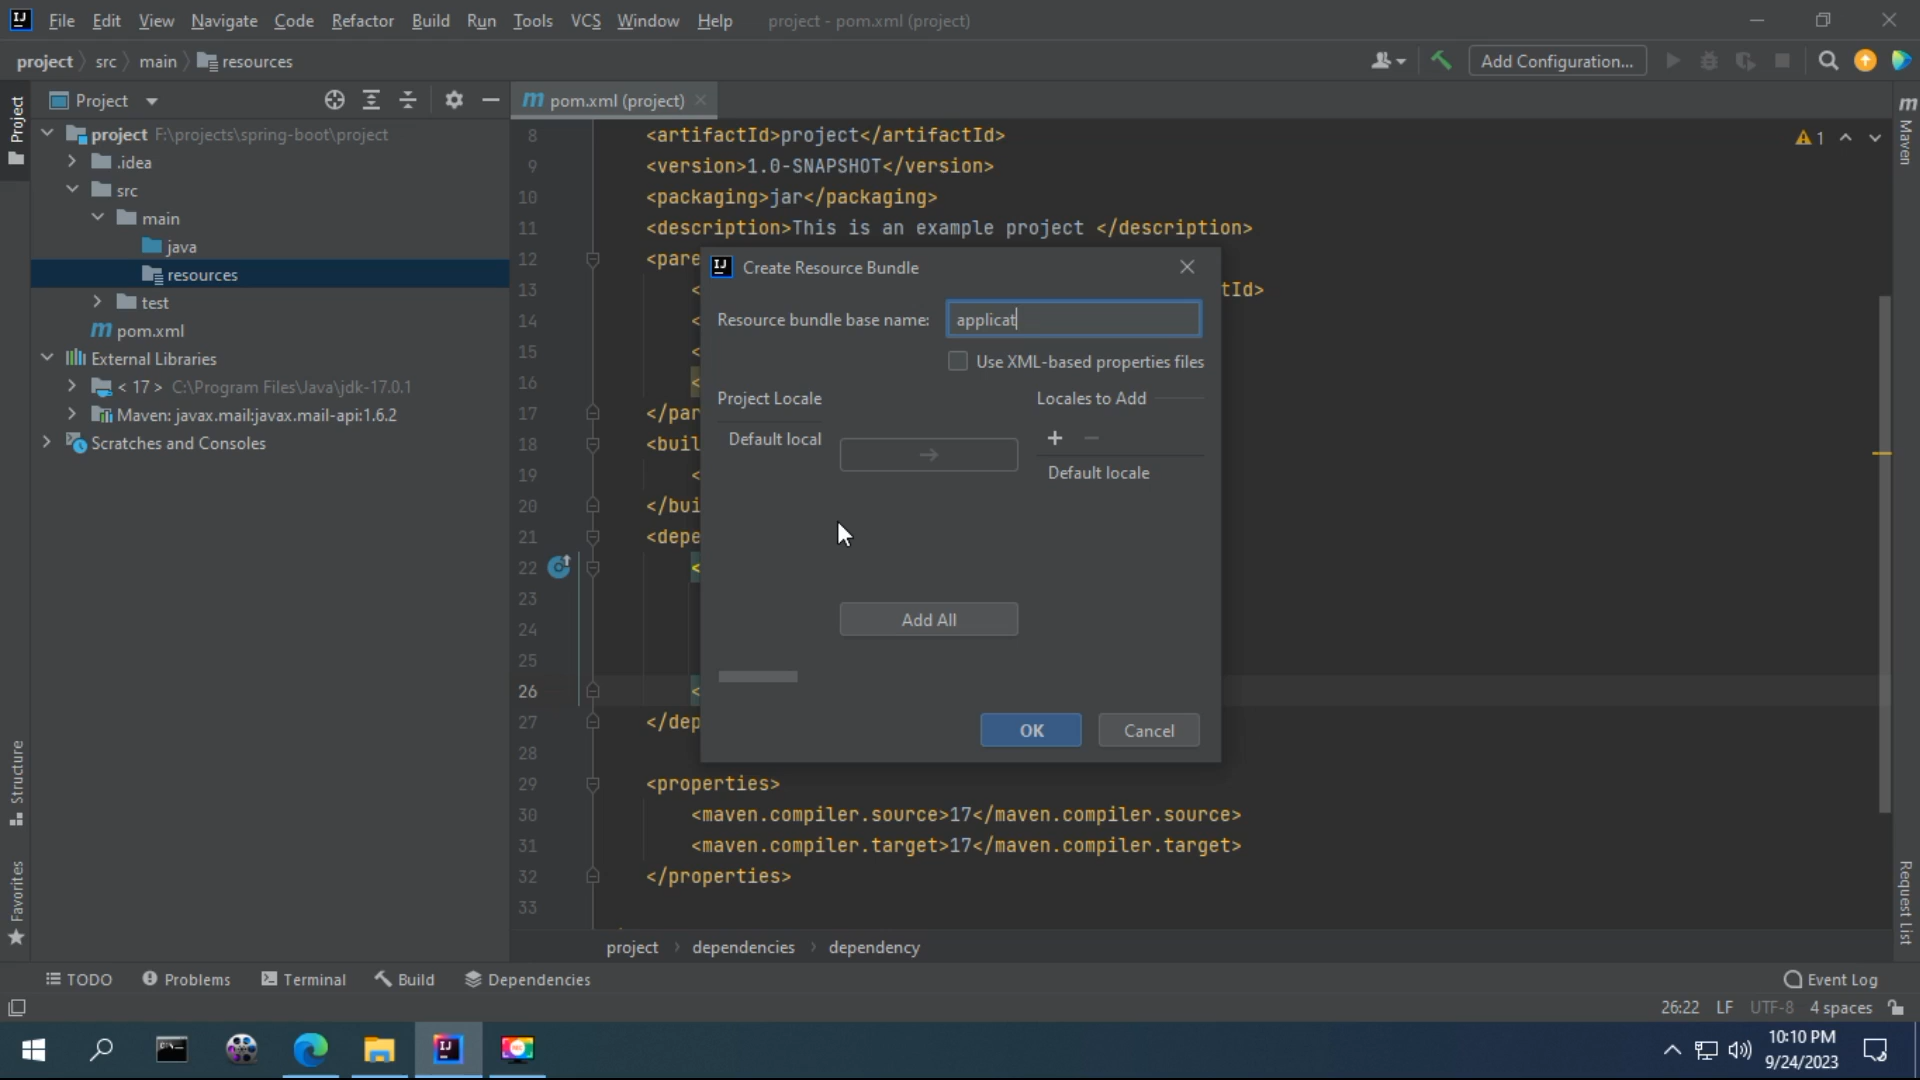 File Edit View Navigate Code Refactor Build Run Tools VCS Window Help project - pom.xml (project)
project src main resources
Add Configuration...
Project
pom.xml (project)
project F:\projects\spring-boot\project
.idea
src
main
java
resources
test
pom.xml
External Libraries
< 17 > C:\Program Files\Java\jdk-17.0.1
Maven: javax.mail:javax.mail-api:1.6.2
Scratches and Consoles
Project
Structure
Favorites
8 <artifactId>project</artifactId>
9 <version>1.0-SNAPSHOT</version>
10 <packaging>jar</packaging>
11 <description>This is an example project </description>
12 <pare
13 < tId>
14 <
15 <
16 <
17 </par
18 <buil
19 <
20 </bui
21 <depe
22 <
23
24
25
26 <
27 </dep
28
29 <properties>
30 <maven.compiler.source>17</maven.compiler.source>
31 <maven.compiler.target>17</maven.compiler.target>
32 </properties>
33
1
Create Resource Bundle
Resource bundle base name: applicat
Use XML-based properties files
Project Locale
Locales to Add
Default local
Default locale
Add All
OK
Cancel
m Maven
Request List
project dependencies dependency
TODO Problems Terminal Build Dependencies Event Log
26:22 LF UTF-8 4 spaces
10:10 PM
9/24/2023